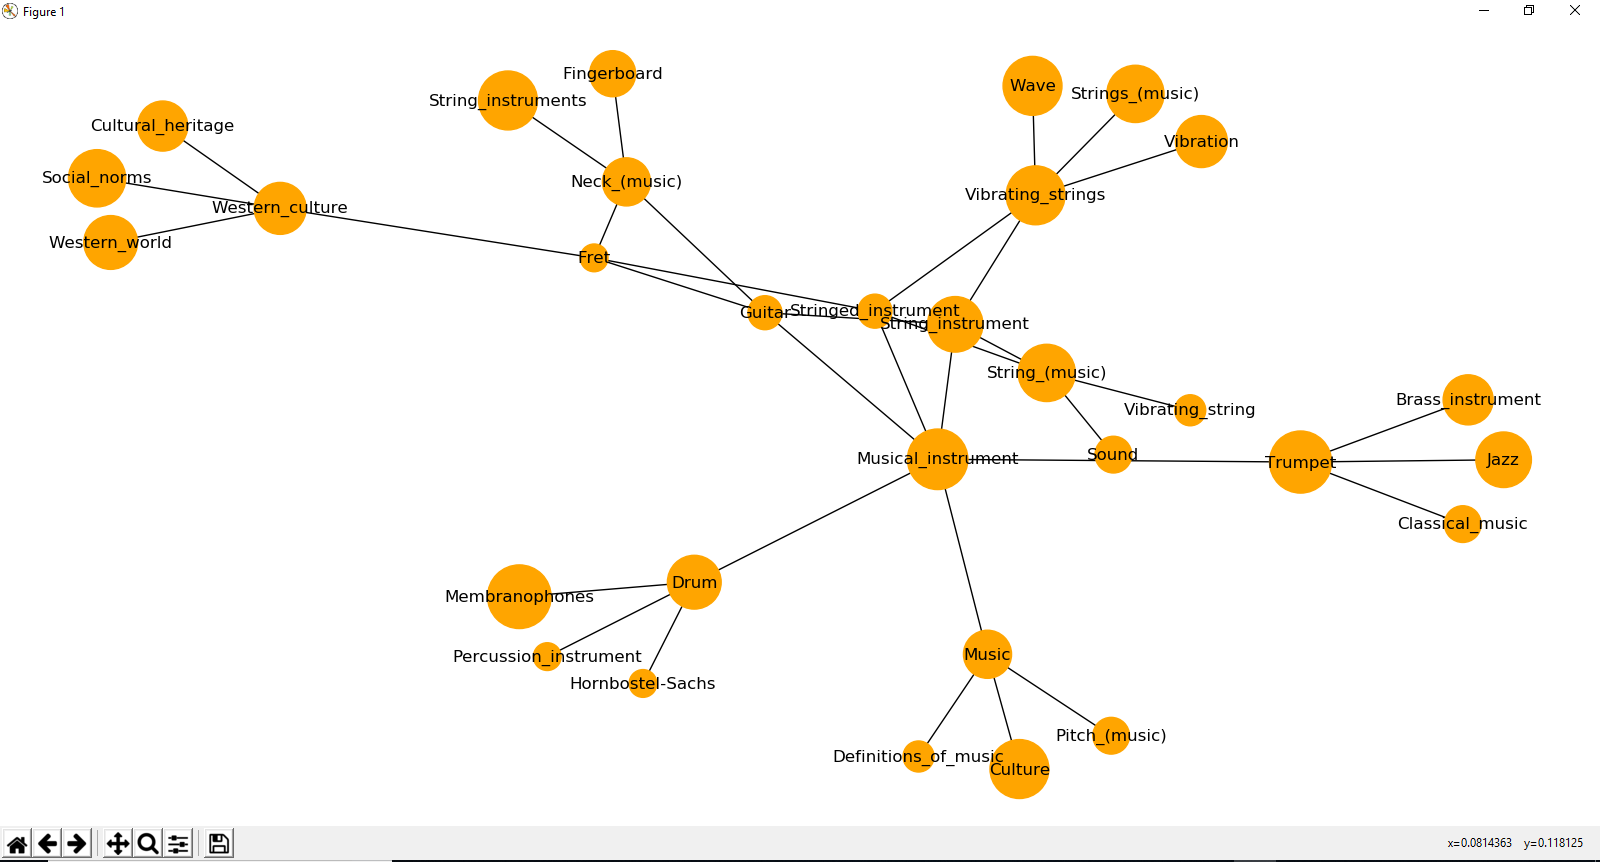 Figure 1
Fingerboard
Wave
Strings_(music)
String_instruments
Cultural_heritage
Vibration
Social_norms
Neck_(music)
Vibrating_strings
Western_culture
Western_world
Fret
Guitar
Stringed_instrument
String_instrument
String_(music)
Vibrating_string
Brass_instrument
Musical_instrument
Sound
Trumpet
Jazz
Classical_music
Drum
Membranophones
Percussion_instrument
Hornbostel-Sachs
Music
Pitch_(music)
Definitions_of_music
Culture
x=0.0814363 y=0.118125